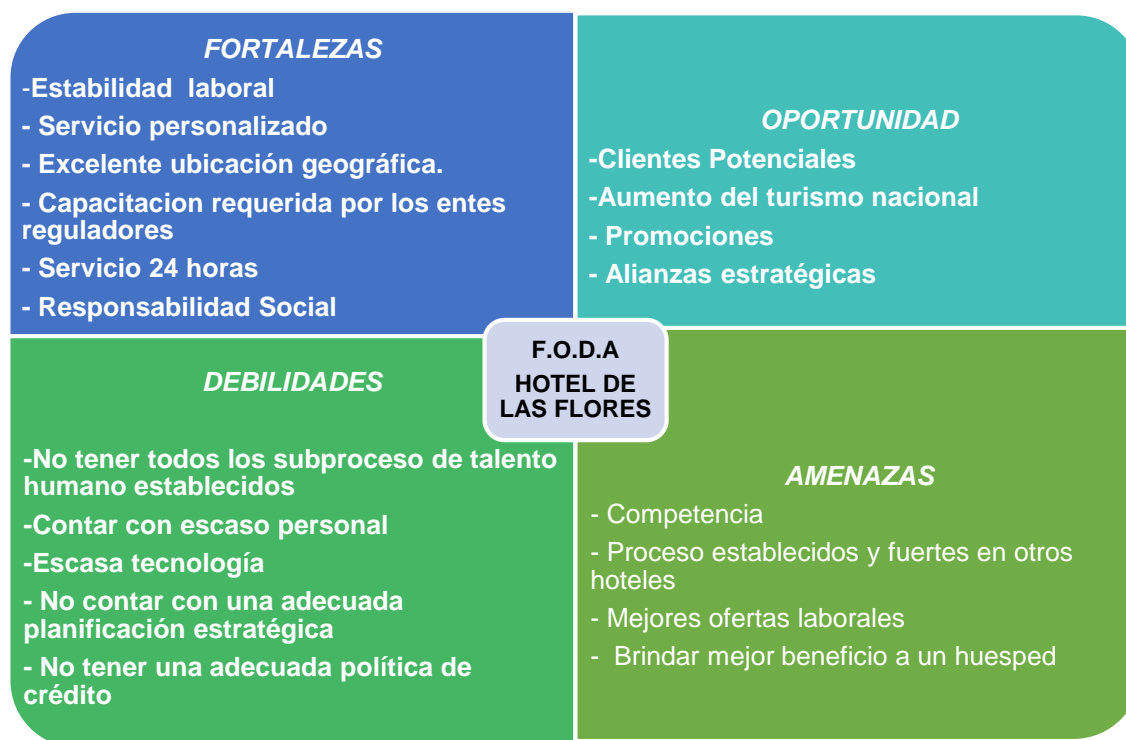 FORTALEZAS
-Estabilidad  laboral
- Servicio personalizado
- Excelente ubicación geográfica.
- Capacitacion requerida por los entes
reguladores
- Servicio 24 horas
- Responsabilidad Social
OPORTUNIDAD
-Clientes Potenciales
-Aumento del turismo nacional
- Promociones
- Alianzas estratégicas
F.O.D.A
HOTEL DE
LAS FLORES
DEBILIDADES
-No tener todos los subproceso de talento
humano establecidos
-Contar con escaso personal
-Escasa tecnología
- No contar con una adecuada
planificación estratégica
- No tener una adecuada política de
crédito
AMENAZAS
- Competencia
- Proceso establecidos y fuertes en otros
hoteles
- Mejores ofertas laborales
-  Brindar mejor beneficio a un huesped